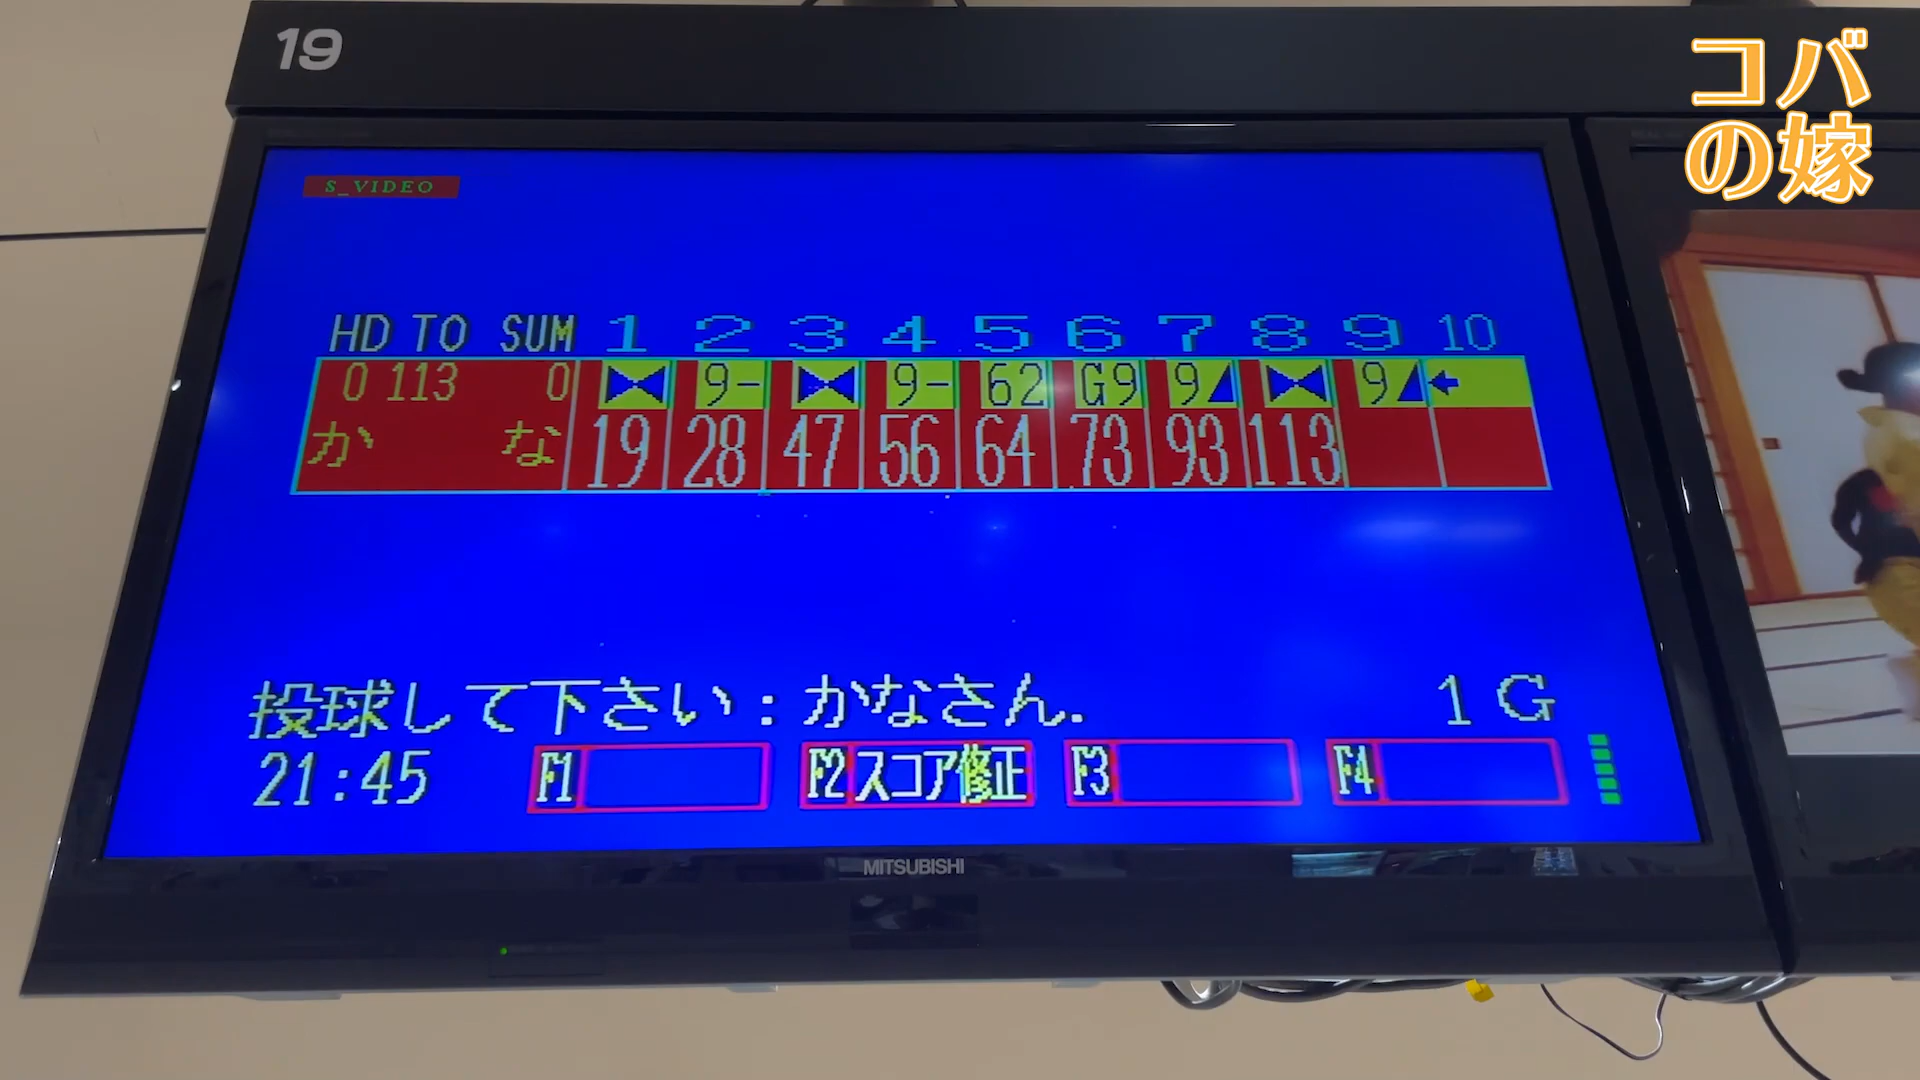 19
コバ
の嫁
S_VIDEO
HD TO SUM 1 2 3 4 5 6 7 8 9 10
0 113 0 9- 9- 62 G9 9 9
かな 19 28 47 56 64 73 93 113
投球して下さい:かなさん. 1G
21:45 F1 F2 スコア修正 F3 F4
MITSUBISHI